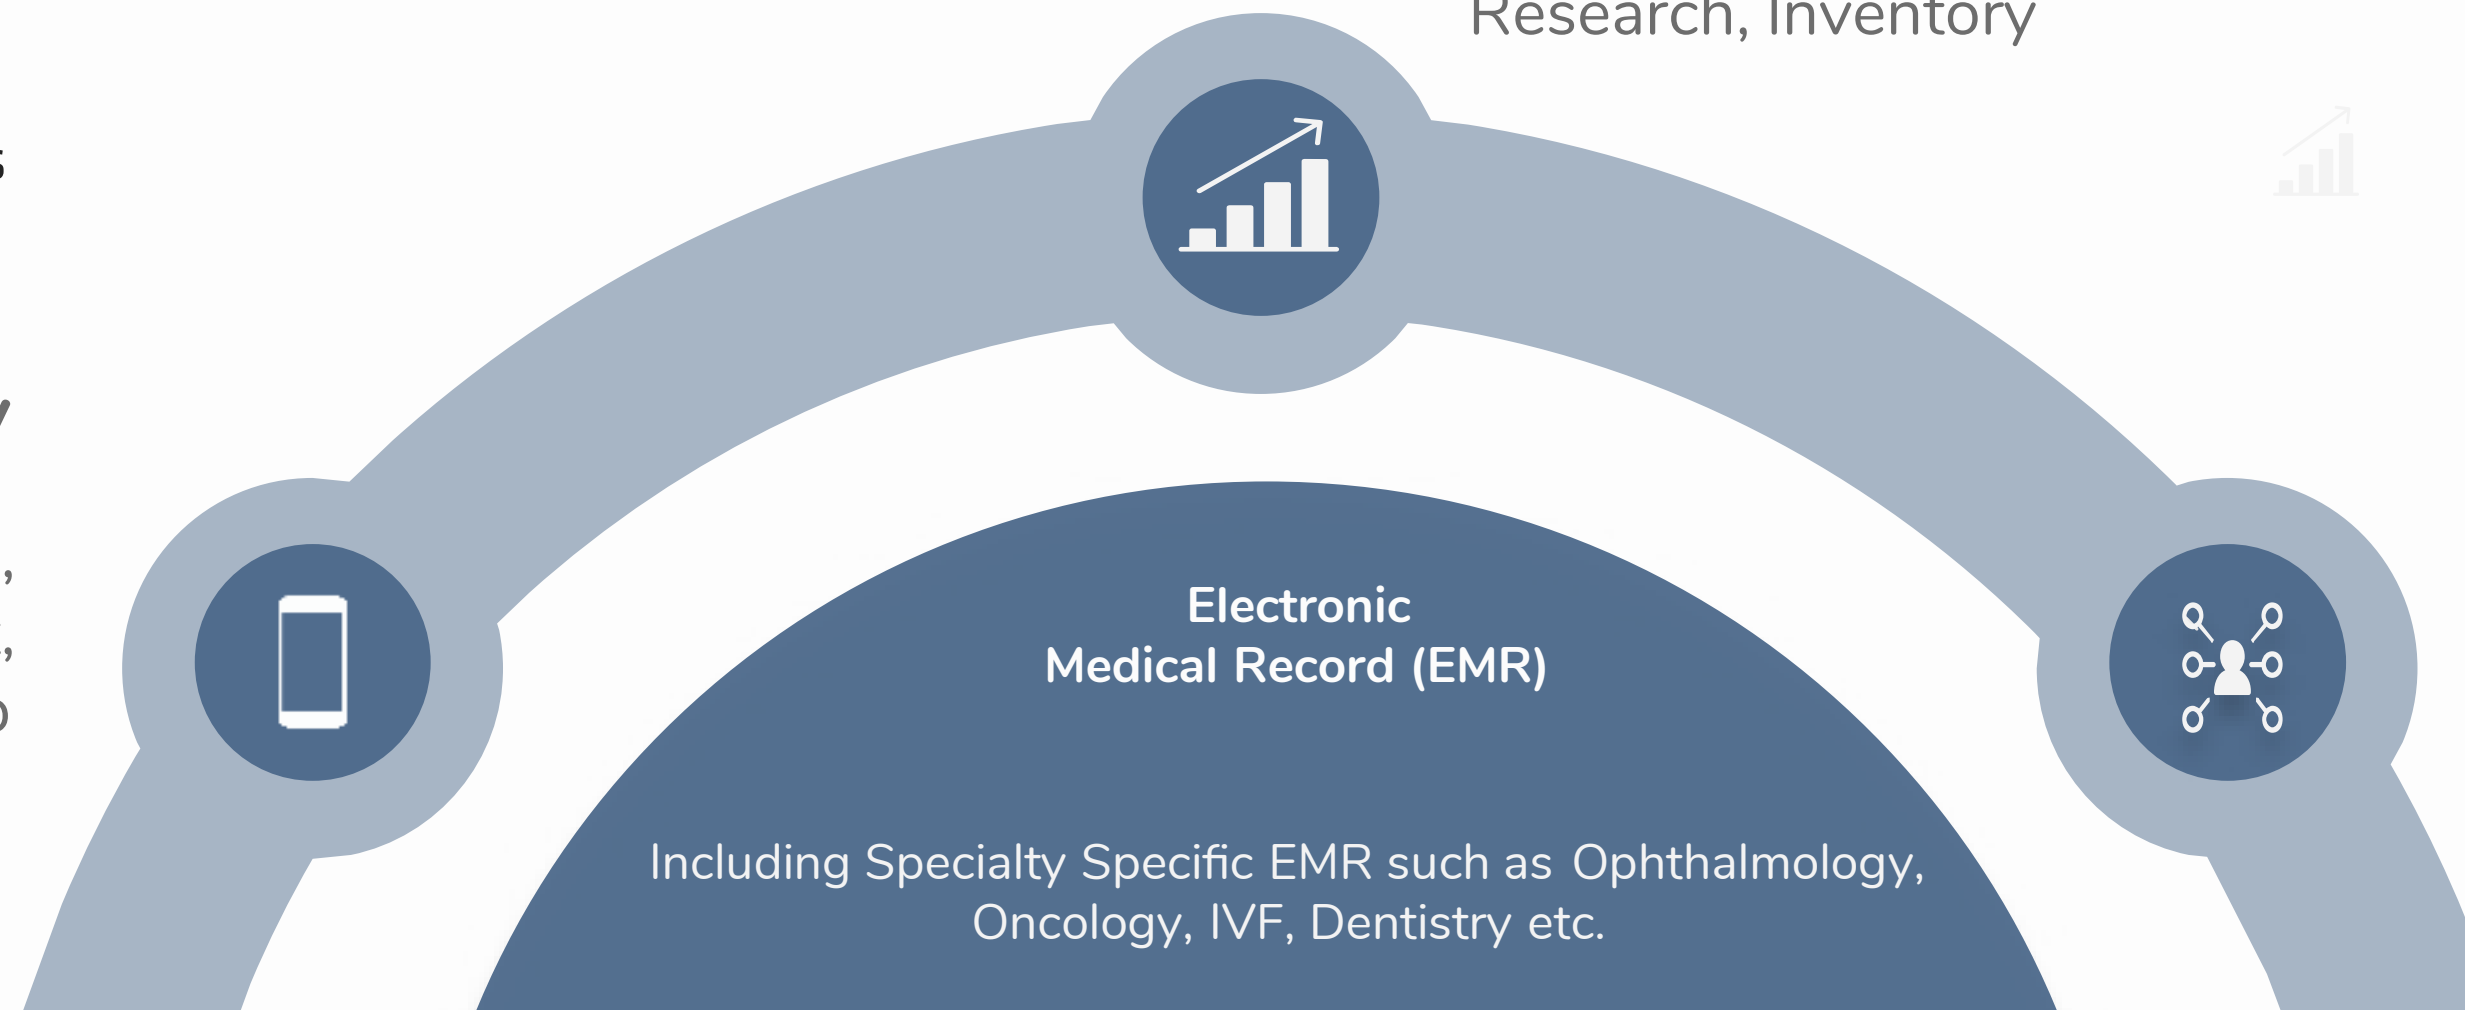 Research, Inventory
Electronic
Medical Record (EMR)
Including Specialty Specific EMR such as Ophthalmology,
Oncology, IVF, Dentistry etc.